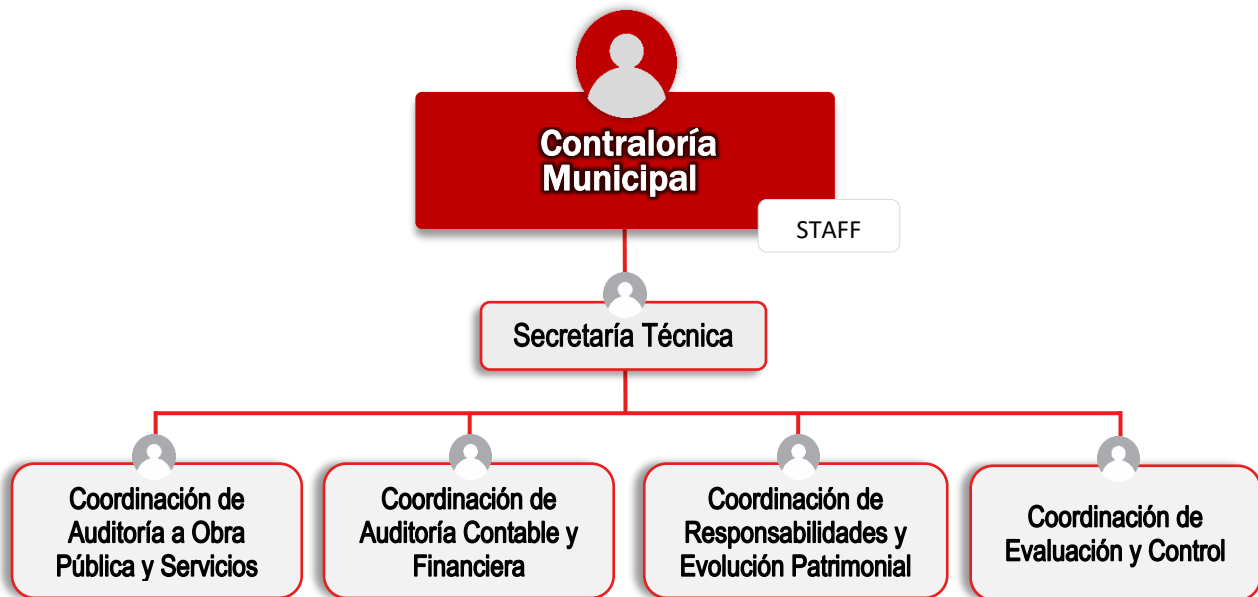 Contraloría
Municipal
STAFF
Secretaría Técnica
Coordinación de
Auditoría a Obra
Pública y Servicios
Coordinación de
Auditoría Contable y
Financiera
Coordinación de
Responsabilidades y
Evolución Patrimonial
Coordinación de
Evaluación y Control